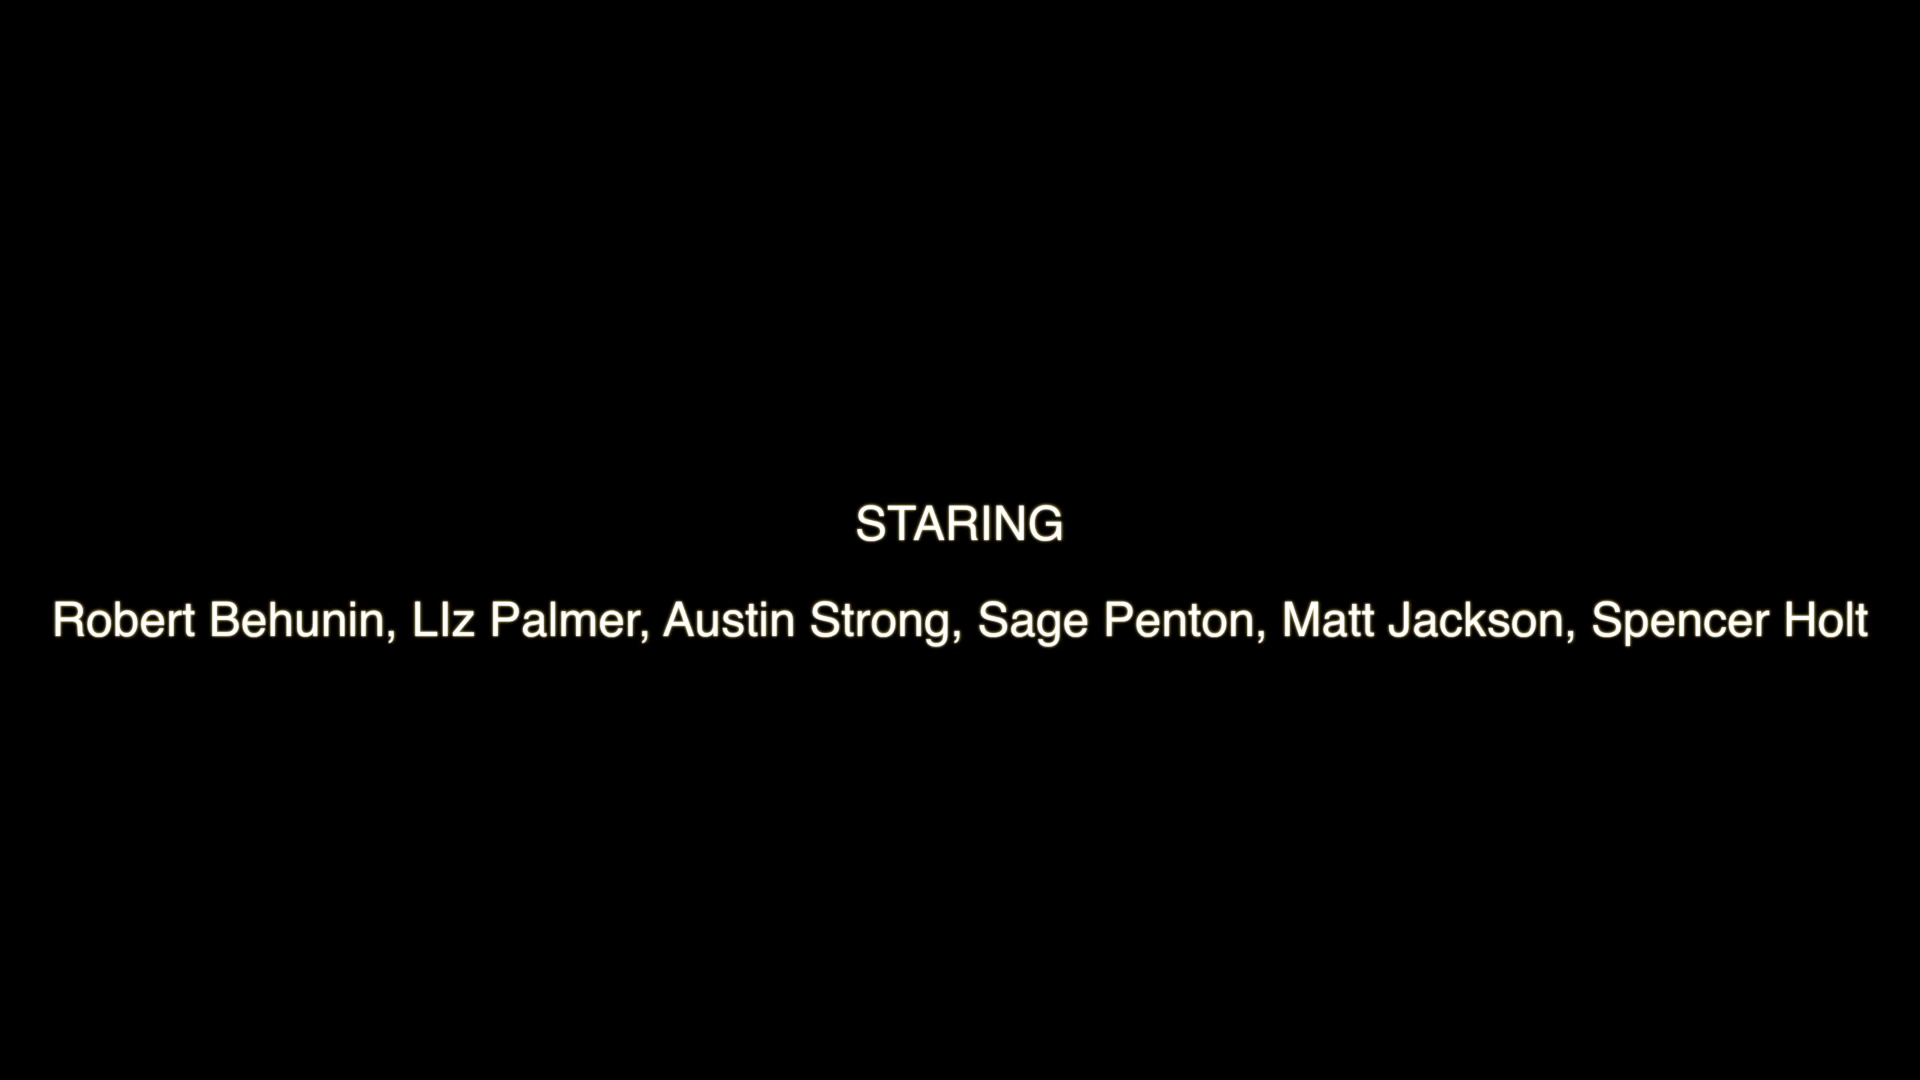 STARING
Robert Behunin, LIz Palmer, Austin Strong, Sage Penton, Matt Jackson, Spencer Holt